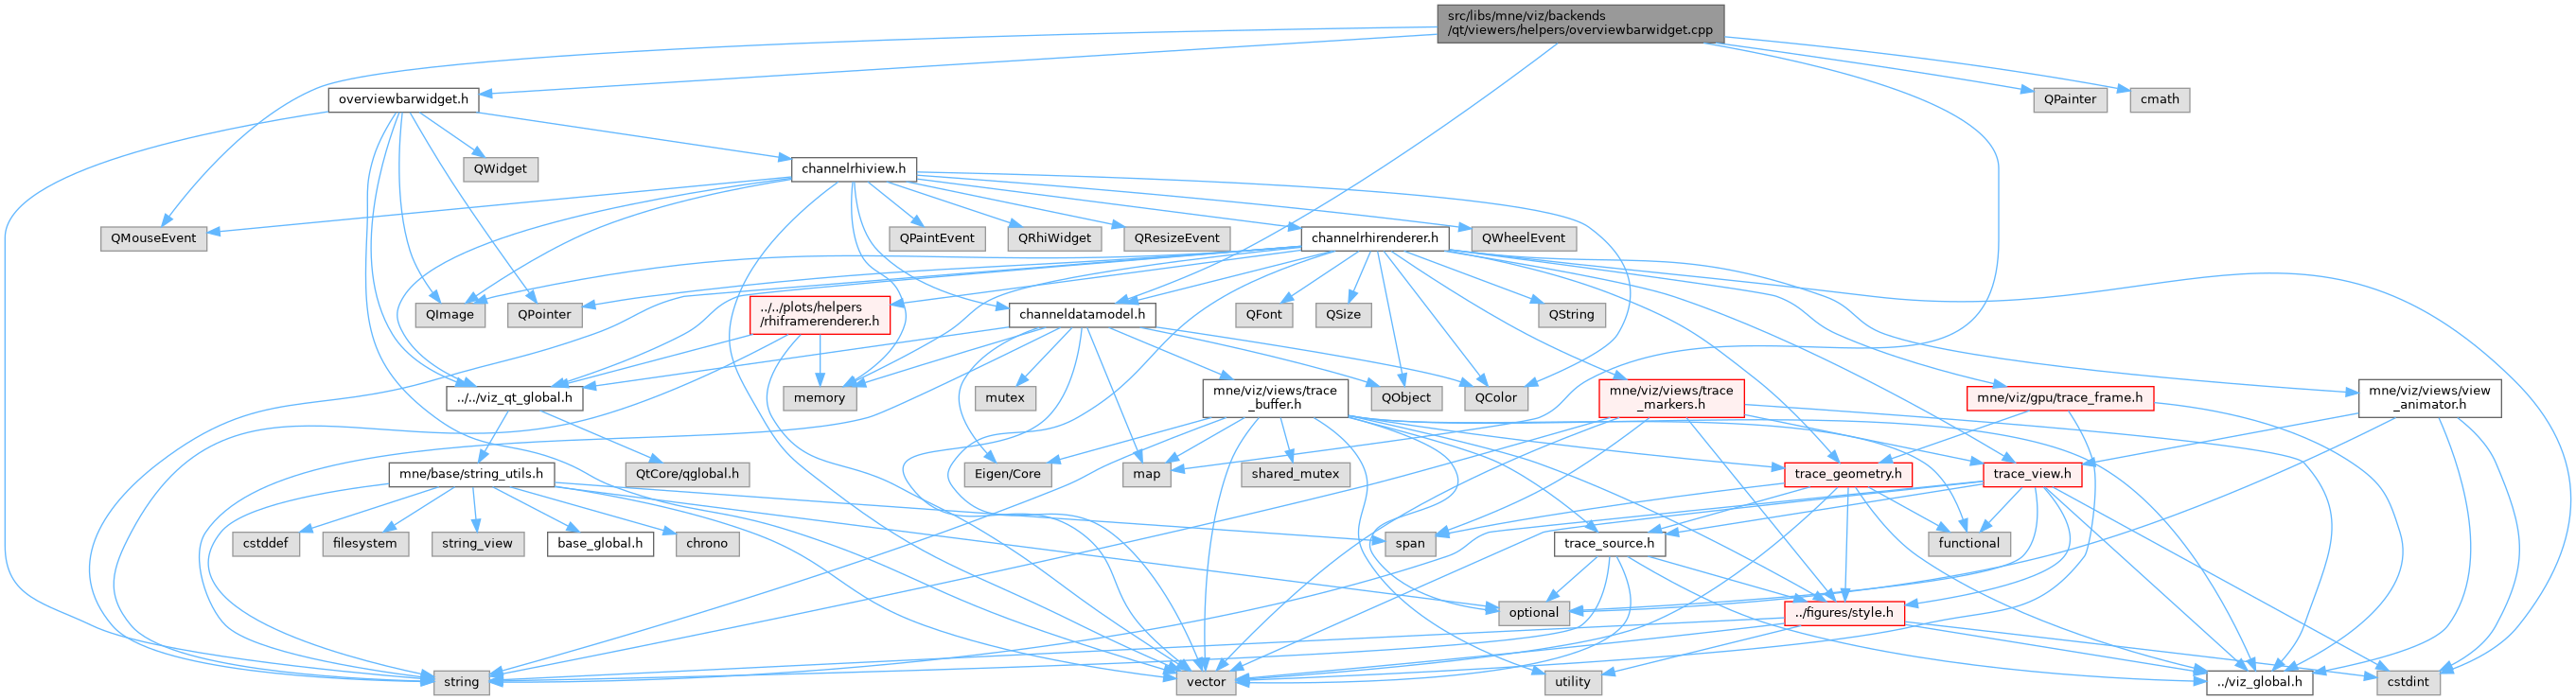 src/libs/mne/viz/backends
/qt/viewers/helpers/overviewbarwidget.cpp
overviewbarwidget.h
QPainter
cmath
QWidget
channelrhiview.h
QMouseEvent
QPaintEvent
QRhiWidget
QResizeEvent
channelrhirenderer.h
QWheelEvent
QImage
QPointer
../../plots/helpers
/rhiframerenderer.h
channeldatamodel.h
QFont
QSize
QString
../../viz_qt_global.h
memory
mutex
mne/viz/views/trace
_buffer.h
QObject
QColor
mne/viz/views/trace
_markers.h
mne/viz/gpu/trace_frame.h
mne/viz/views/view
_animator.h
mne/base/string_utils.h
QtCore/qglobal.h
Eigen/Core
map
shared_mutex
trace_geometry.h
trace_view.h
cstddef
filesystem
string_view
base_global.h
chrono
span
trace_source.h
functional
optional
../figures/style.h
string
vector
utility
../viz_global.h
cstdint